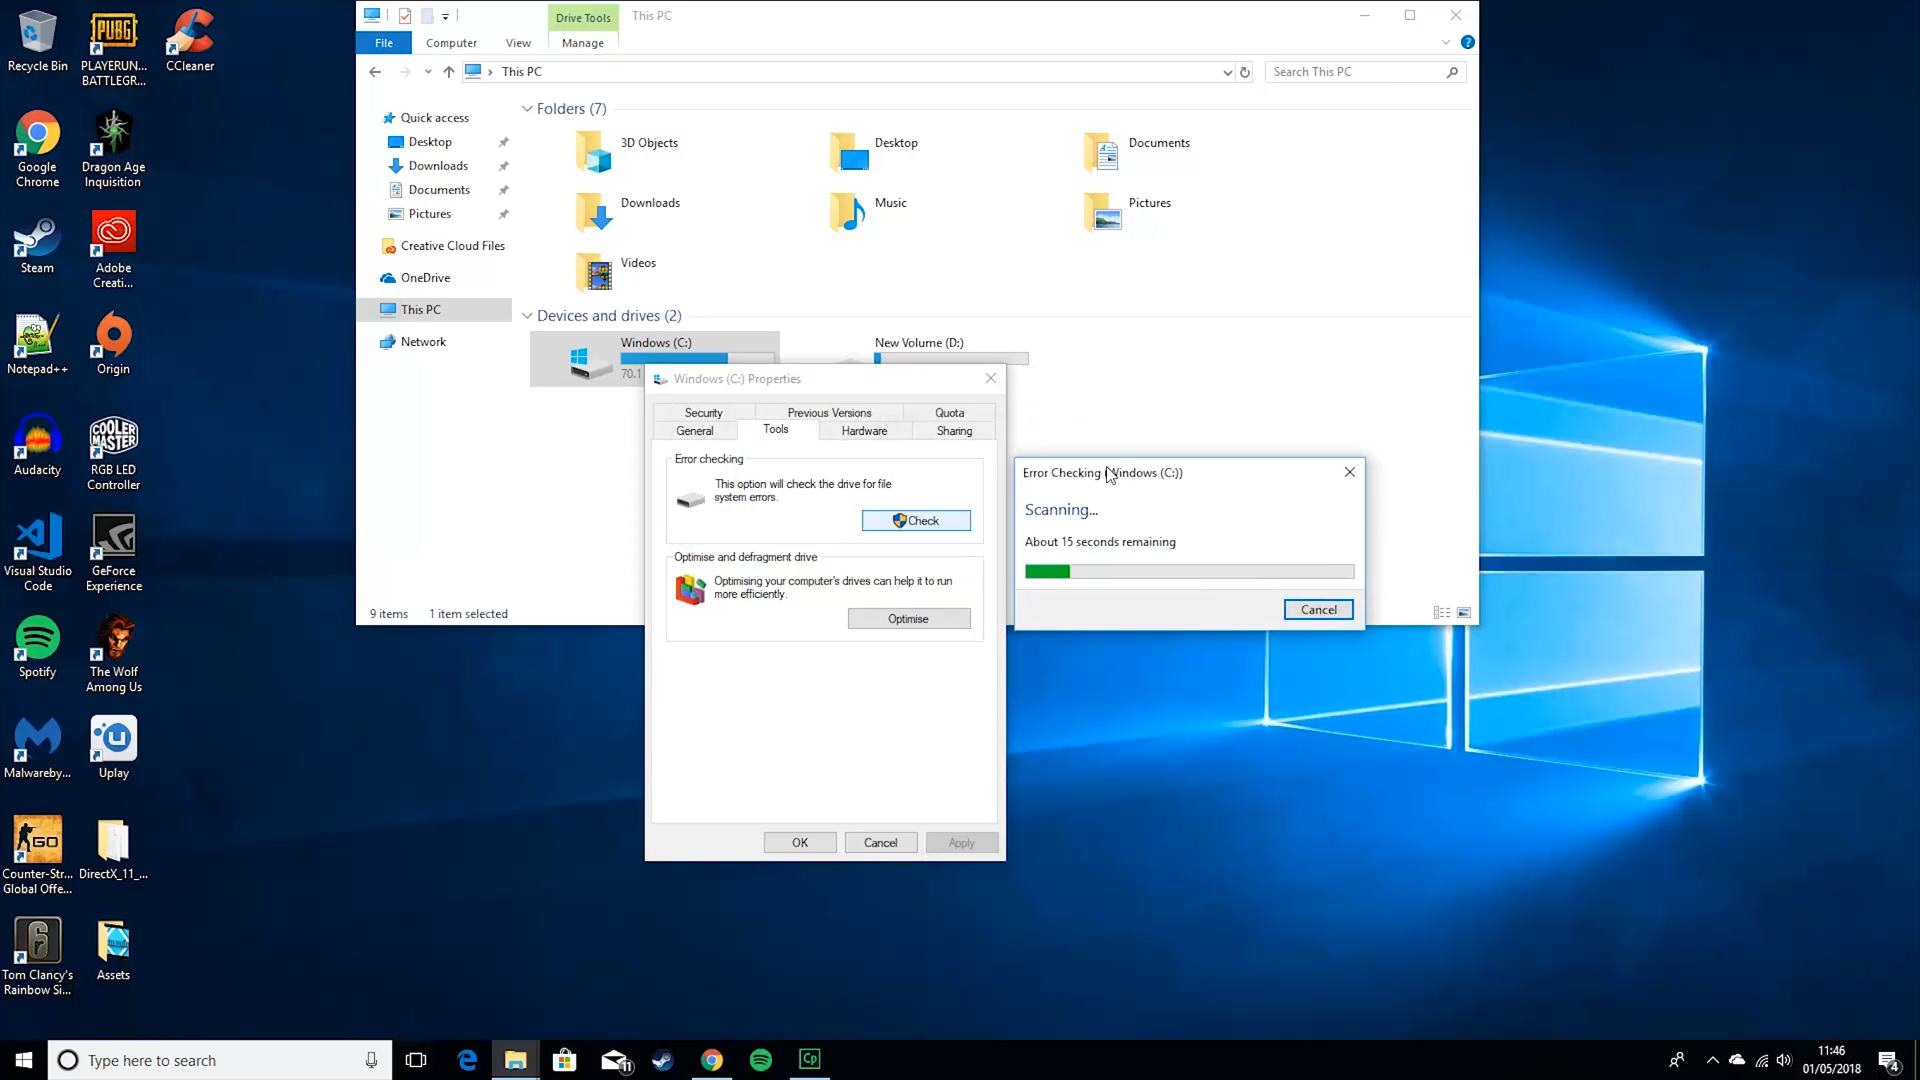 Recycle Bin
PLAYERUN...
BATTLEGR...
CCleaner
Google
Chrome
Dragon Age
Inquisition
Steam
Adobe
Creati...
Notepad++
Origin
Audacity
COOLER
MASTER
RGB LED
Controller
Visual Studio
Code
GeForce
Experience
Spotify
The Wolf
Among Us
Malwareby...
Uplay
GO
Counter-Str...
Global Offe...
DirectX_11_...
Tom Clancy's
Rainbow Si...
Assets
PUBG
Drive Tools
This PC
File
Computer
View
Manage
This PC
Search This PC
Quick access
Desktop
Downloads
Documents
Pictures
Creative Cloud Files
OneDrive
This PC
Network
Folders (7)
3D Objects
Desktop
Documents
Downloads
Music
Pictures
Videos
Devices and drives (2)
Windows (C:)
70.1
New Volume (D:)
9 items
1 item selected
Windows (C:) Properties
Security
Previous Versions
Quota
General
Tools
Hardware
Sharing
Error checking
This option will check the drive for file
system errors.
Check
Optimise and defragment drive
Optimising your computer's drives can help it to run
more efficiently.
Optimise
OK
Cancel
Apply
Error Checking (Windows (C:))
Scanning...
About 15 seconds remaining
Cancel
Type here to search
11
Cp
11:46
01/05/2018
4